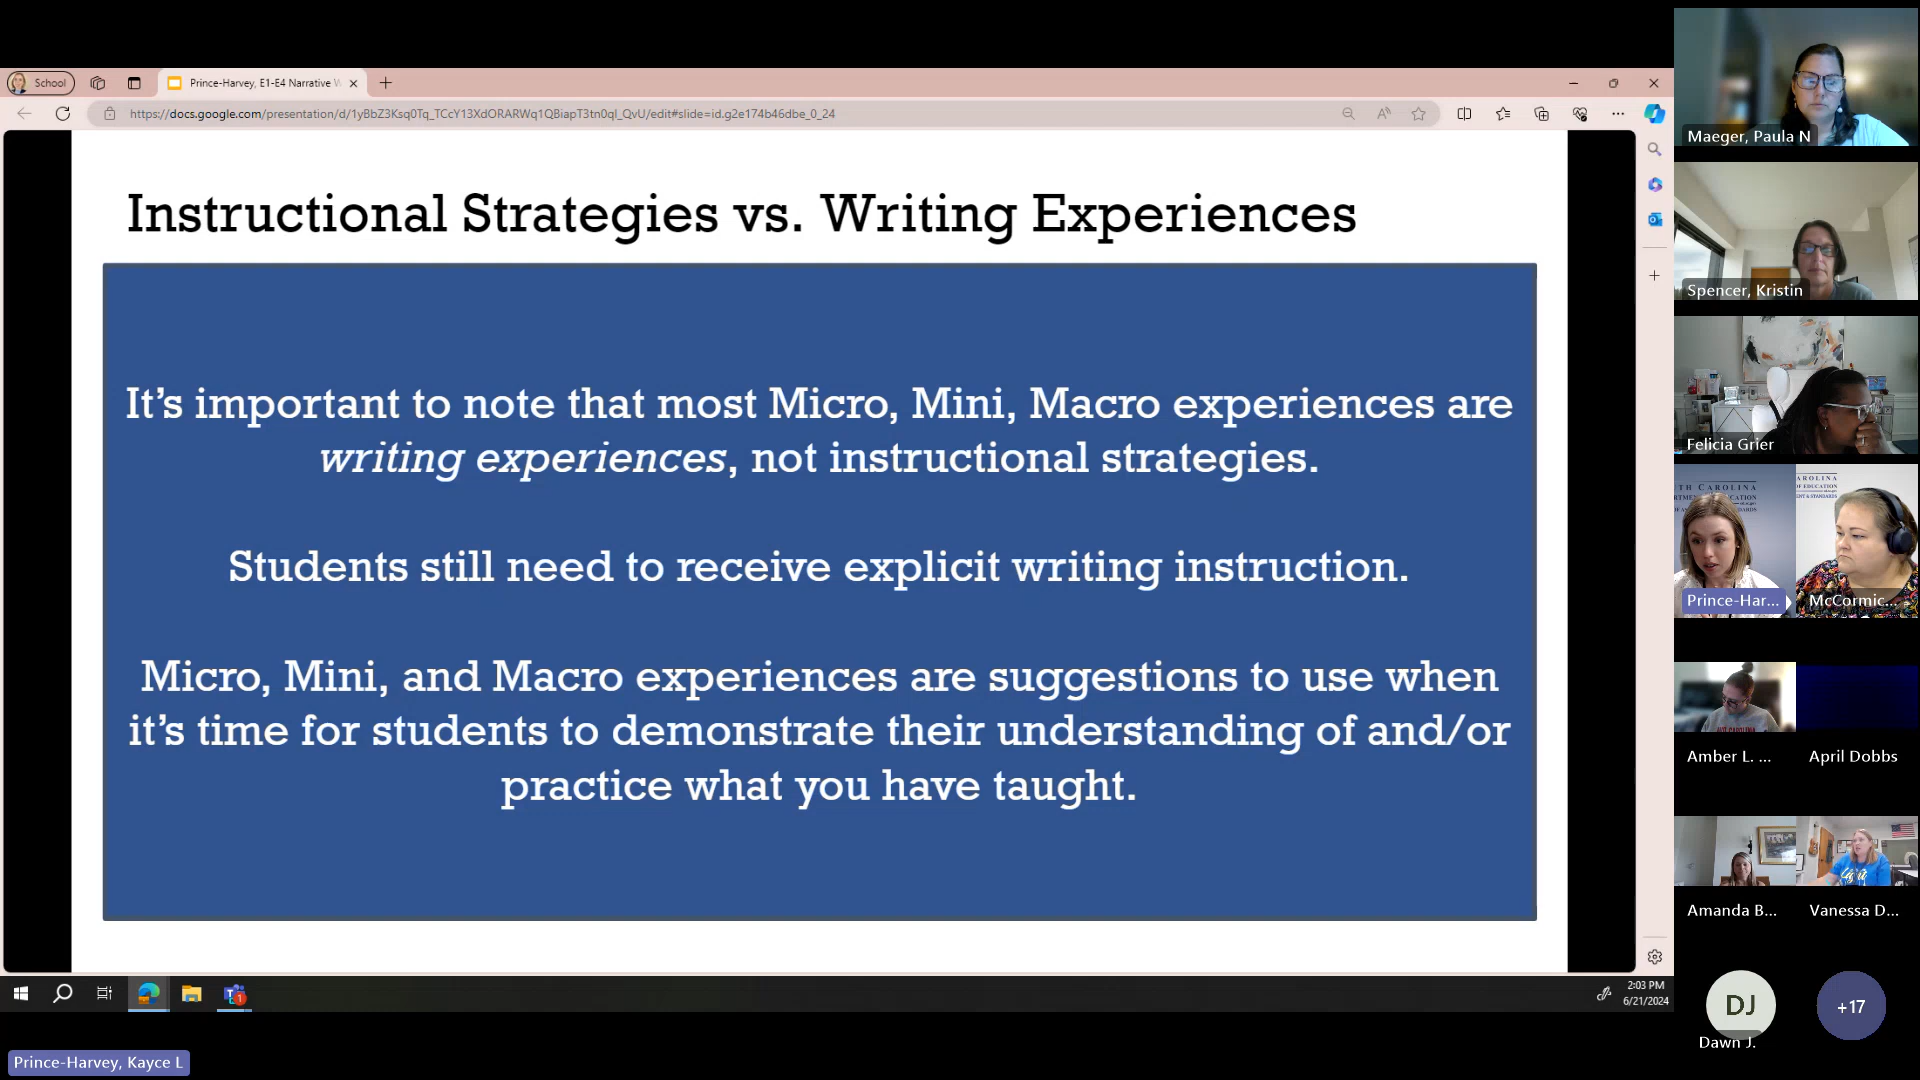 School
Prince-Harvey, E1-E4 Narrative W
https://docs.google.com/presentation/d/1yBbZ3Ksq0Tq_TCcY13XdORARWq1QBiapT3tn0ql_QvU/edit#slide=id.g2e174b46dbe_0_24
Instructional Strategies vs. Writing Experiences
It’s important to note that most Micro, Mini, Macro experiences are
writing experiences, not instructional strategies.
Students still need to receive explicit writing instruction.
Micro, Mini, and Macro experiences are suggestions to use when
it’s time for students to demonstrate their understanding of and/or
practice what you have taught.
2:03 PM
6/21/2024
Prince-Harvey, Kayce L
Maeger, Paula N
Spencer, Kristin
Felicia Grier
Prince-Har...
McCormic...
Amber L. ...
April Dobbs
Amanda B...
Vanessa D...
DJ
Dawn J.
+17